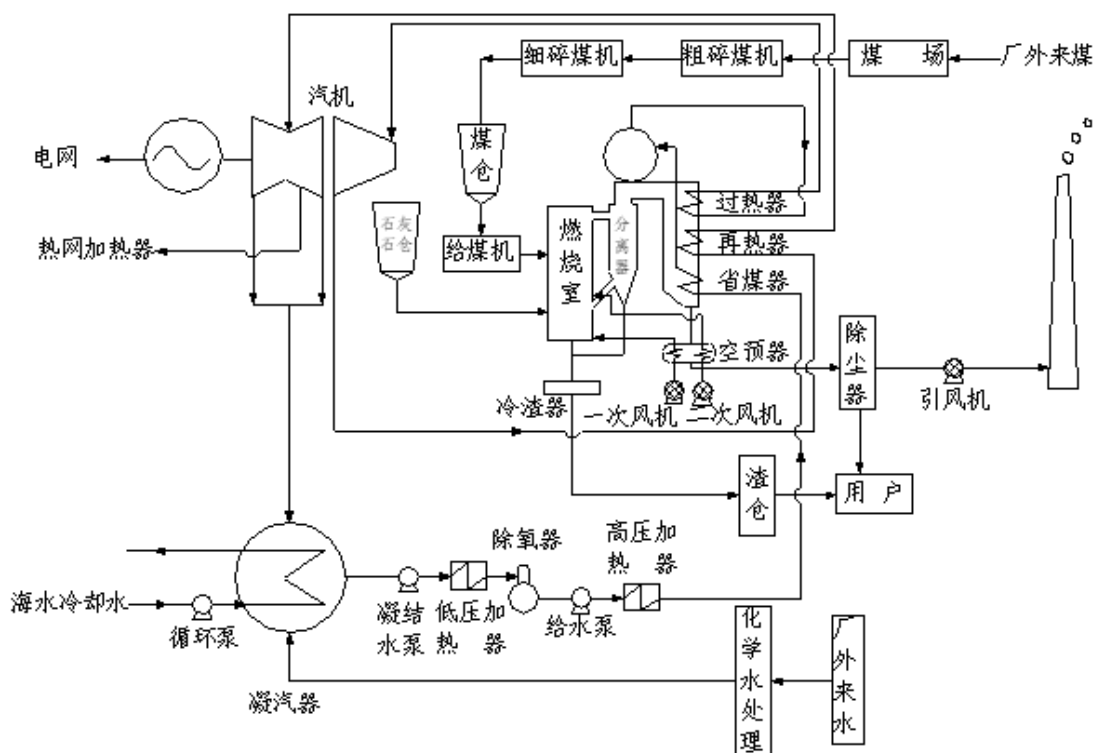 细碎煤机
粗碎煤机
煤 场
厂外来煤
汽机
煤仓
电网
石灰
石仓
热网加热器
给煤机
燃烧室
分离器
过热器
再热器
省煤器
空预器
除尘器
引风机
冷渣器
一次风机
二次风机
渣仓
用 户
除氧器
高压加
热 器
海水冷却水
循环泵
凝结
水泵
低压加
热 器
给水泵
化学水处理
厂外来水
凝汽器